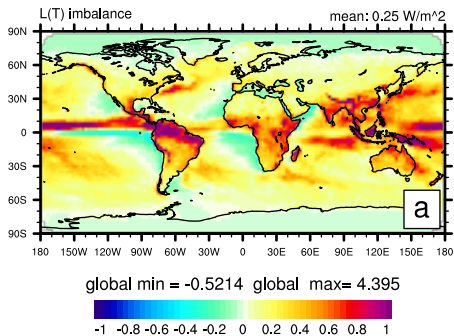 L(T) imbalance mean: 0.25 W/m^2
90N
60N
30N
0
30S
60S
90S
a
180 150W 120W 90W 60W 30W 0 30E 60E 90E 120E 150E 180
global min = -0.5214 global max= 4.395
-1 -0.8 -0.6 -0.4 -0.2 0 0.2 0.4 0.6 0.8 1